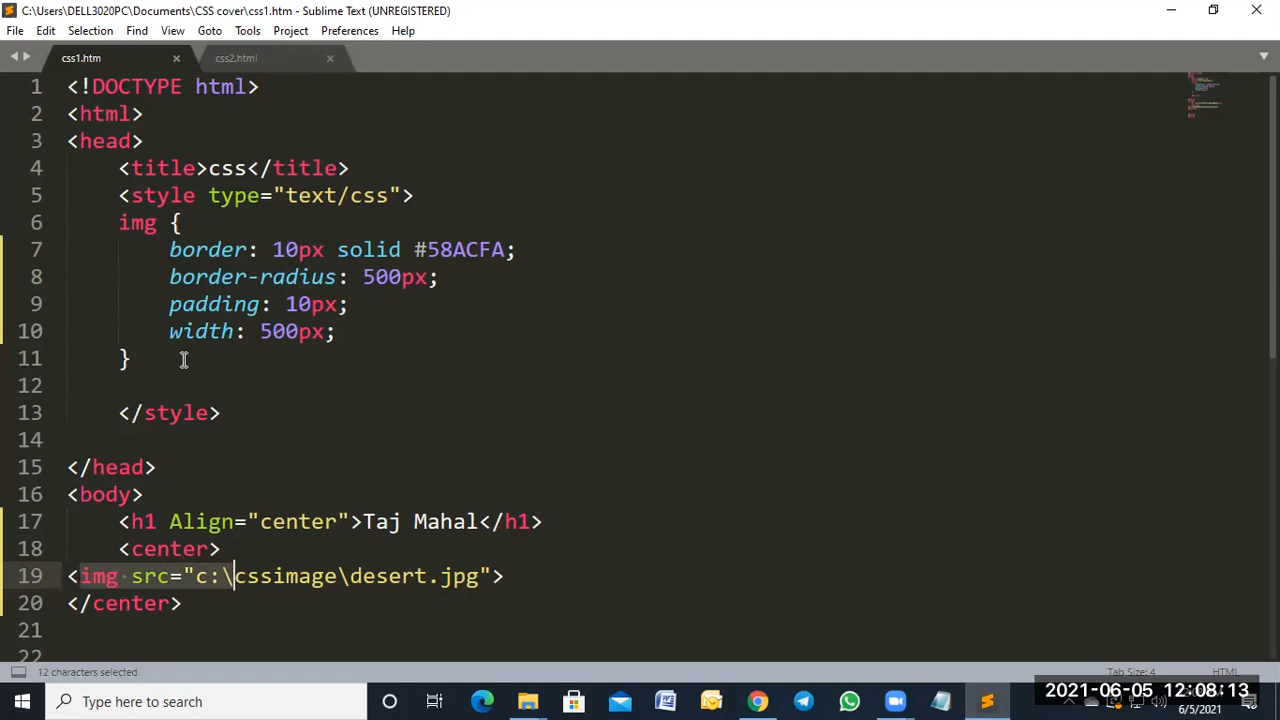 C:\Users\DELL3020PC\Documents\CSS cover\css1.htm - Sublime Text (UNREGISTERED)
File Edit Selection Find View Goto Tools Project Preferences Help
css1.htm css2.html
1 <!DOCTYPE html>
2 <html>
3 <head>
4 <title>css</title>
5 <style type="text/css">
6 img {
7 border: 10px solid #58ACFA;
8 border-radius: 500px;
9 padding: 10px;
10 width: 500px;
11 }
12
13 </style>
14
15 </head>
16 <body>
17 <h1 Align="center">Taj Mahal</h1>
18 <center>
19 <img src="c:\cssimage\desert.jpg">
20 </center>
21
22
12 characters selected Tab Size: 4 HTML
Type here to search
2021-06-05 12:08:13
6/5/2021